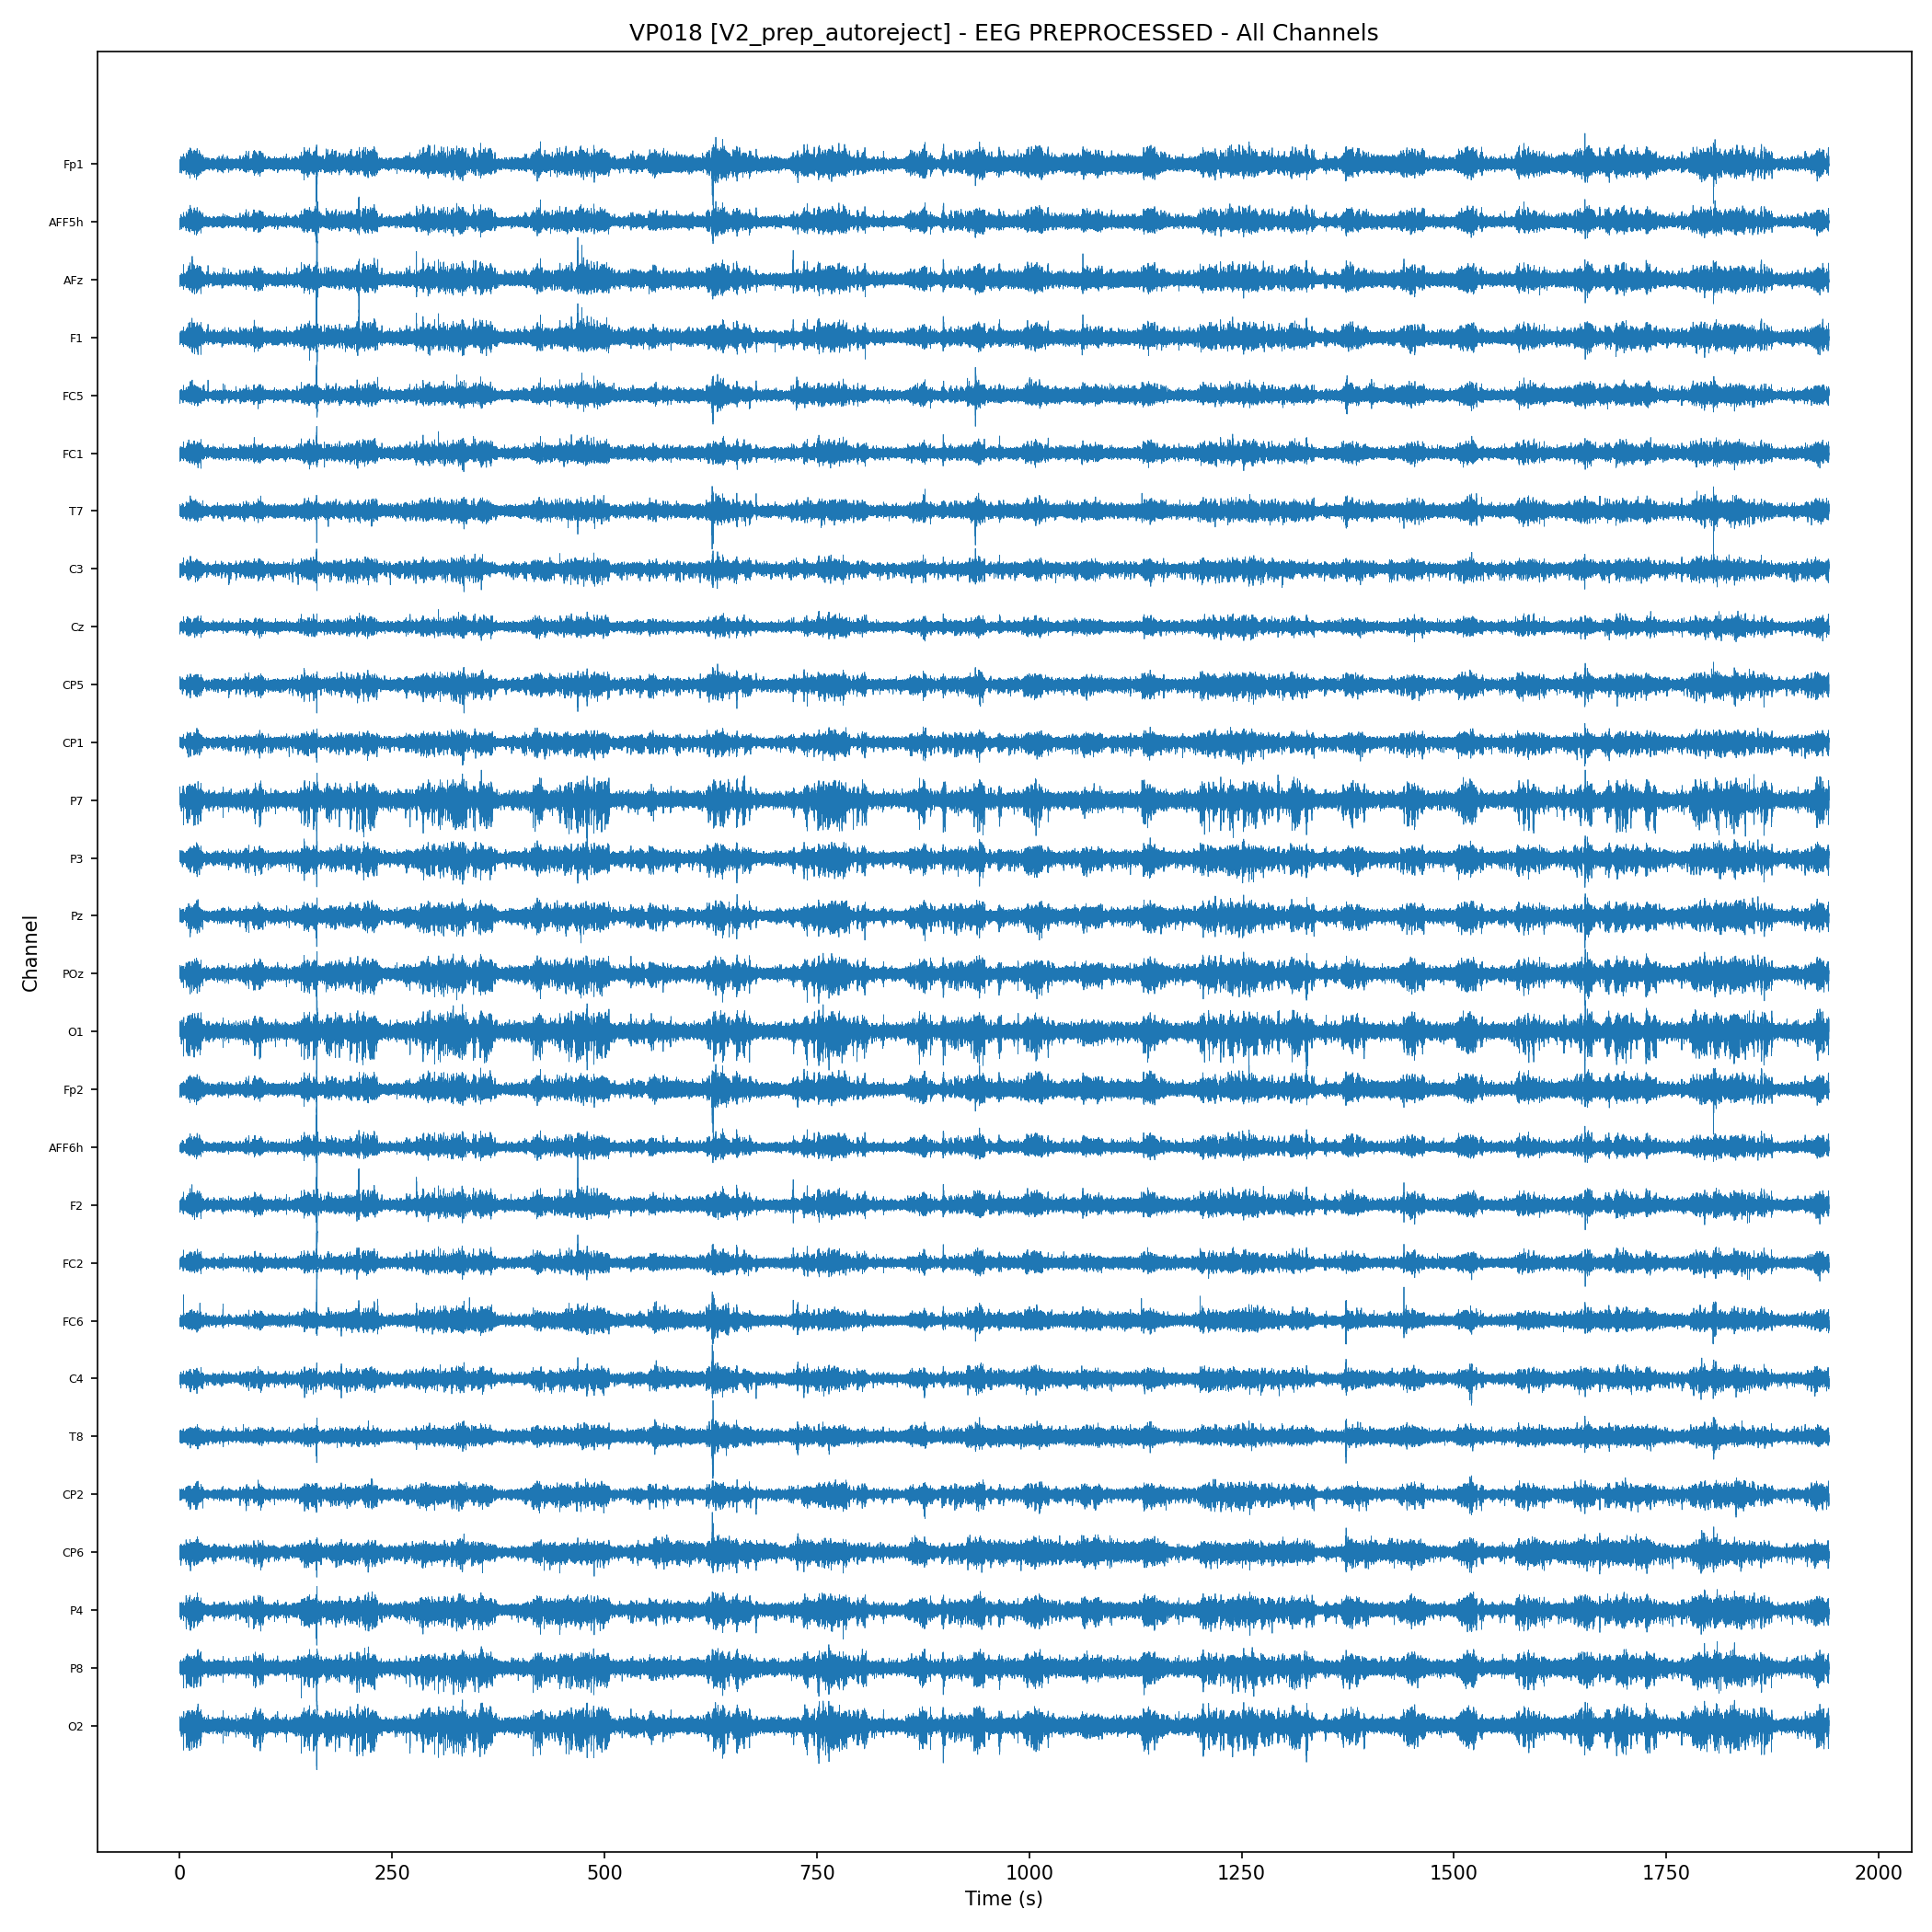 VP018 [V2_prep_autoreject] - EEG PREPROCESSED - All Channels
Channel
Fp1
AFF5h
AFz
F1
FC5
FC1
T7
C3
Cz
CP5
CP1
P7
P3
Pz
POz
O1
Fp2
AFF6h
F2
FC2
FC6
C4
T8
CP2
CP6
P4
P8
O2
0 250 500 750 1000 1250 1500 1750 2000
Time (s)